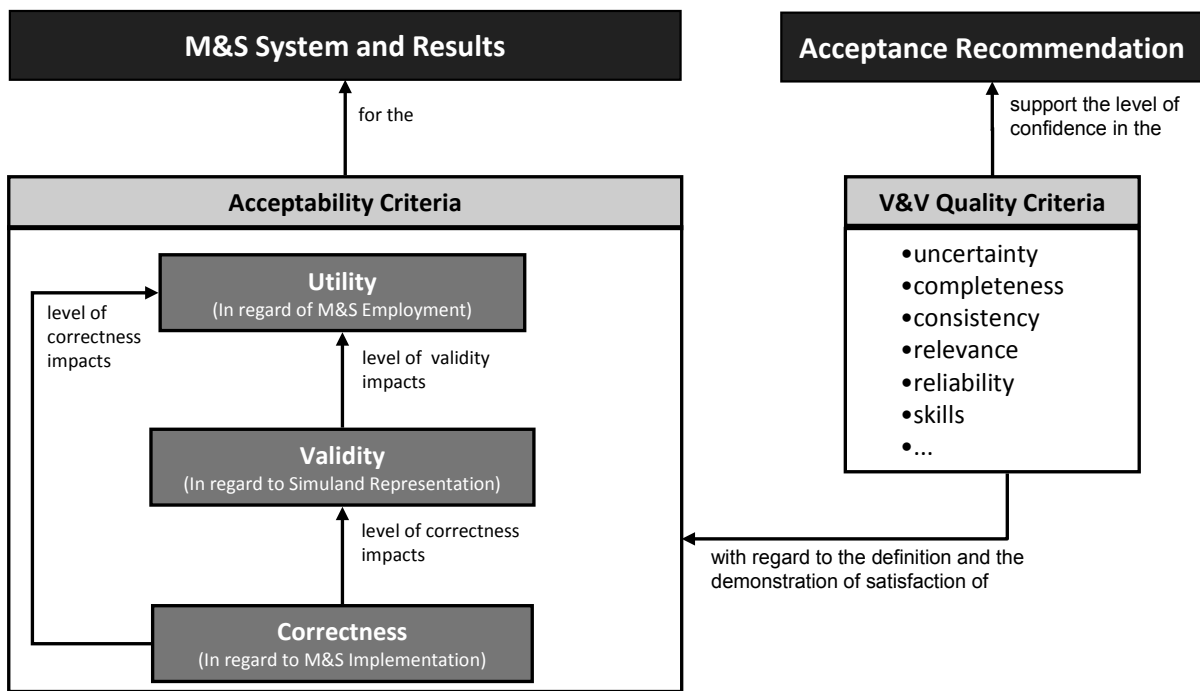 M&S System and Results
for the
Acceptability Criteria
Utility
(In regard of M&S Employment)
level of
correctness
impacts
level of validity
impacts
Validity
(In regard to Simuland Representation)
level of correctness
impacts
Correctness
(In regard to M&S Implementation)
Acceptance Recommendation
support the level of
confidence in the
V&V Quality Criteria
•uncertainty
•completeness
•consistency
•relevance
•reliability
•skills
•...
with regard to the definition and the
demonstration of satisfaction of